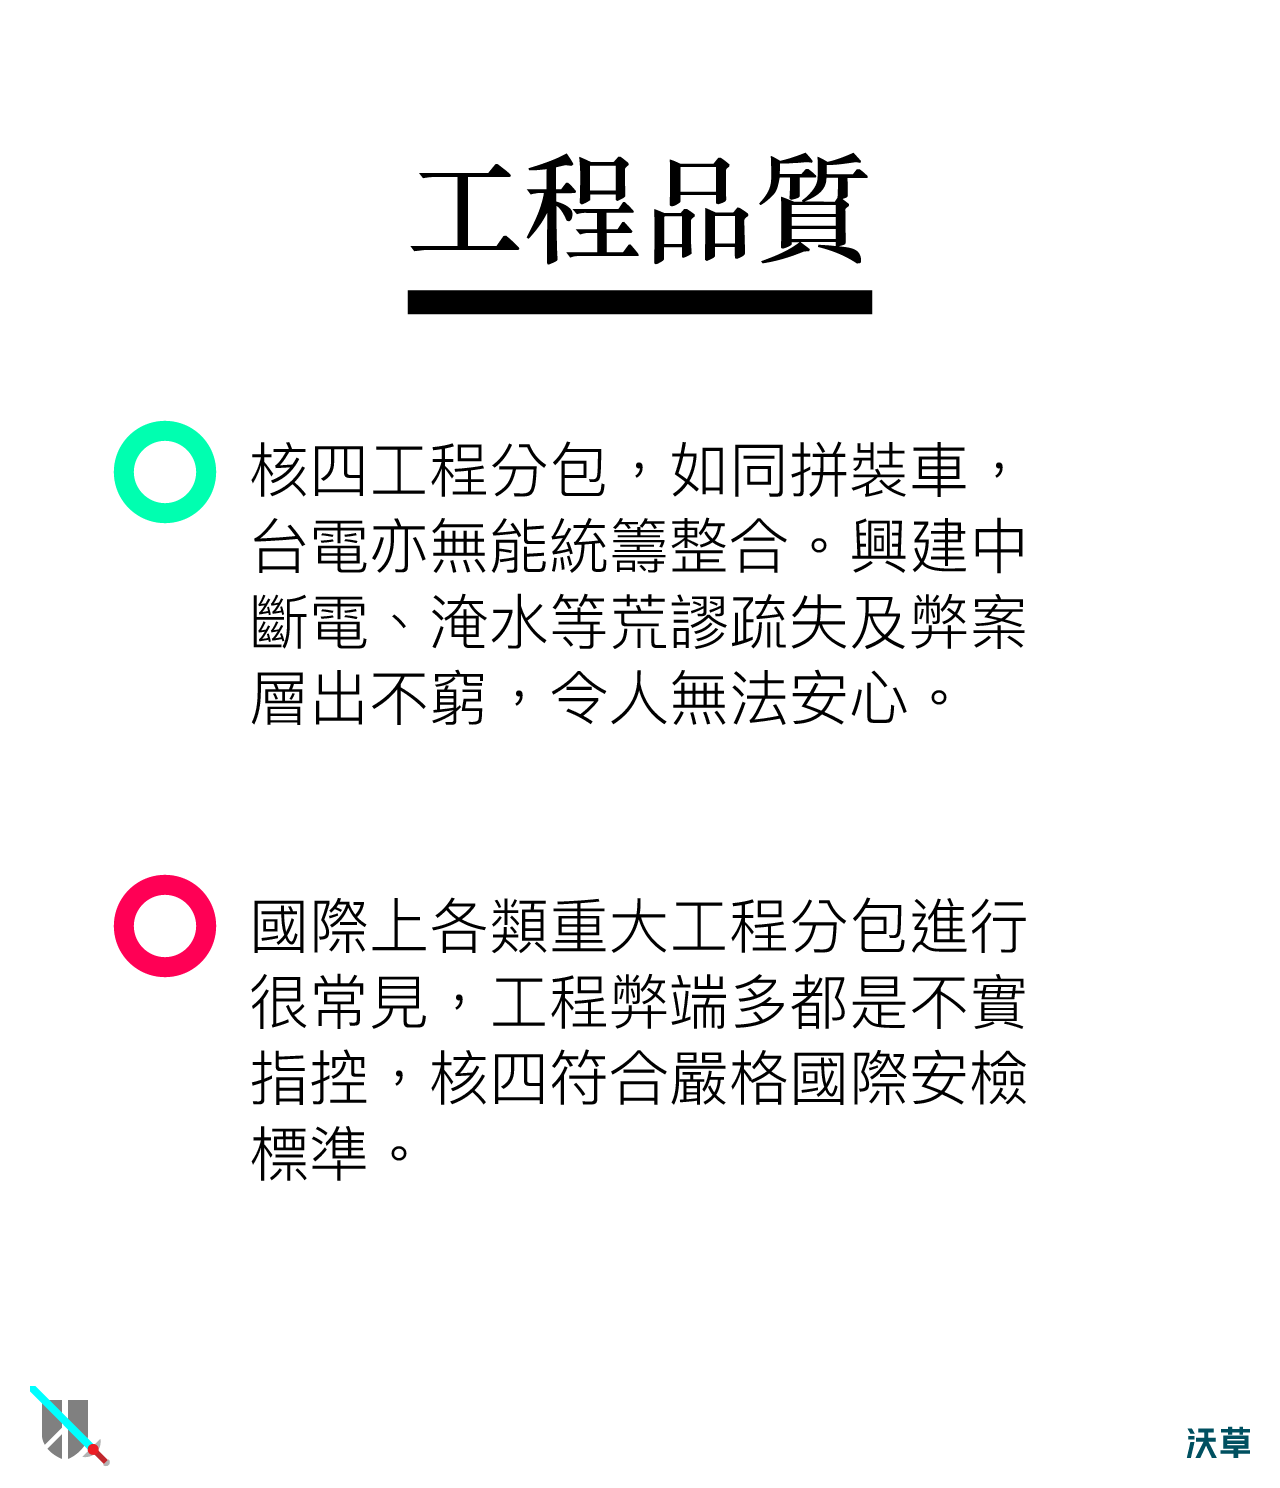 工程品質
核四工程分包，如同拼裝車，
台電亦無能統籌整合。興建中
斷電、淹水等荒謬疏失及弊案
層出不窮，令人無法安心。
國際上各類重大工程分包進行
很常見，工程弊端多都是不實
指控，核四符合嚴格國際安檢
標準。
沃草